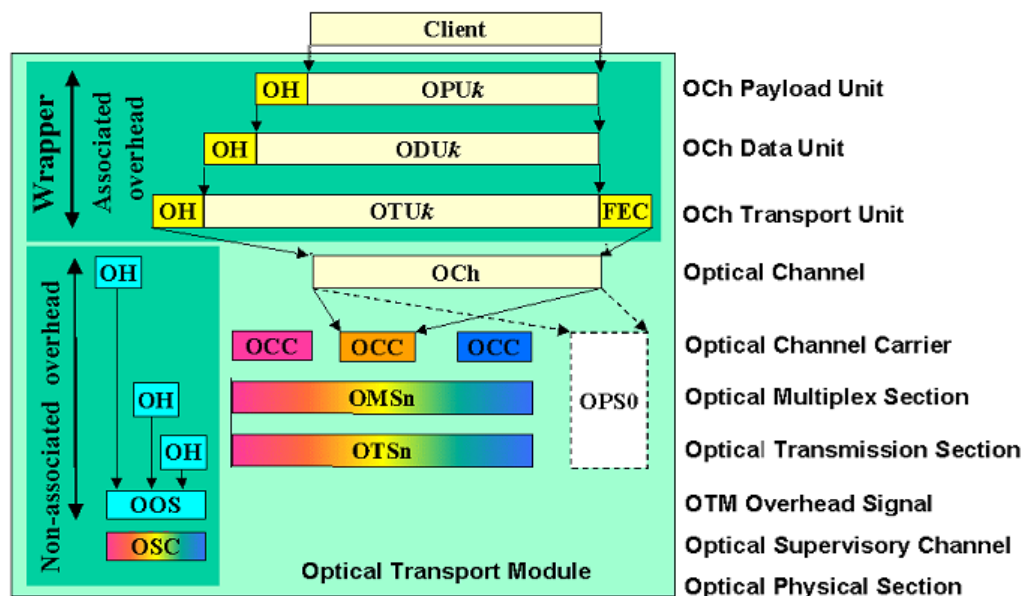 Client
OH
OPUk
OCh Payload Unit
Wrapper
Associated
overhead
OH
ODUk
OCh Data Unit
OH
OTUk
FEC
OCh Transport Unit
OH
OCh
Optical Channel
Non-associated overhead
OCC
OCC
OCC
Optical Channel Carrier
OH
OMSn
OPS0
Optical Multiplex Section
OH
OTSn
Optical Transmission Section
OOS
OTM Overhead Signal
OSC
Optical Supervisory Channel
Optical Transport Module
Optical Physical Section